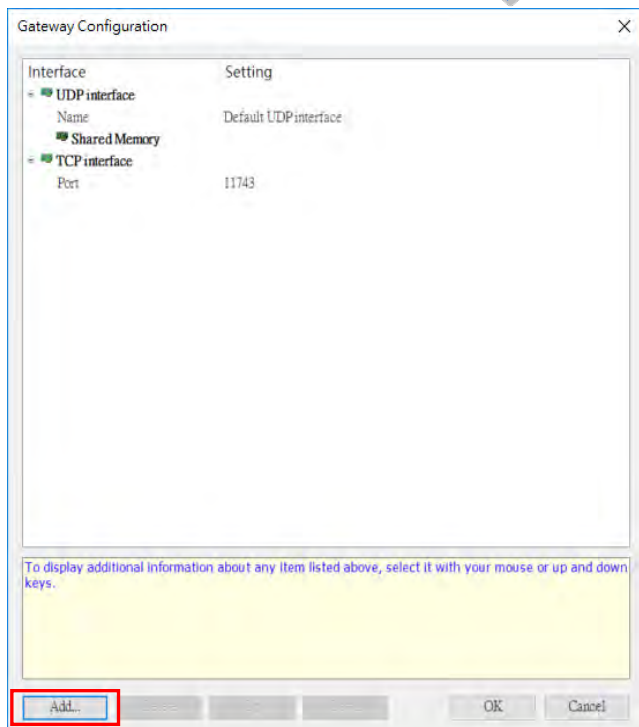 Gateway Configuration
Interface Setting
UDP interface
Name Default UDP interface
Shared Memory
TCP interface
Port 11743
To display additional information about any item listed above, select it with your mouse or up and down
keys.
Add... OK Cancel